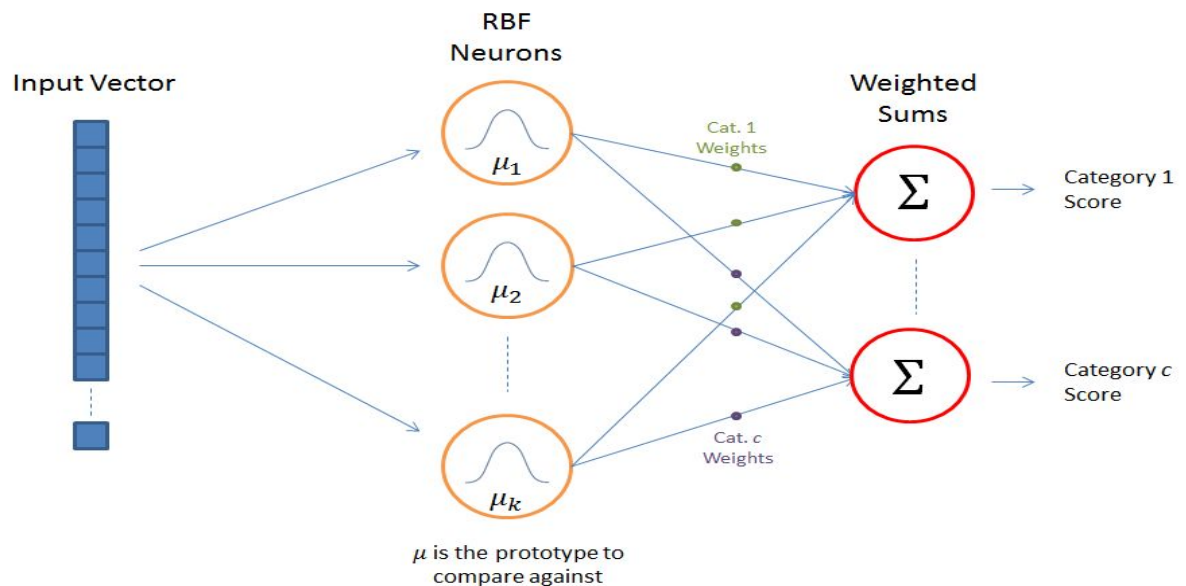 Input Vector
RBF
Neurons
μ₁
μ₂
μₖ
μ is the prototype to
compare against
Cat. 1
Weights
Cat. c
Weights
Weighted
Sums
Σ
Σ
Category 1
Score
Category c
Score